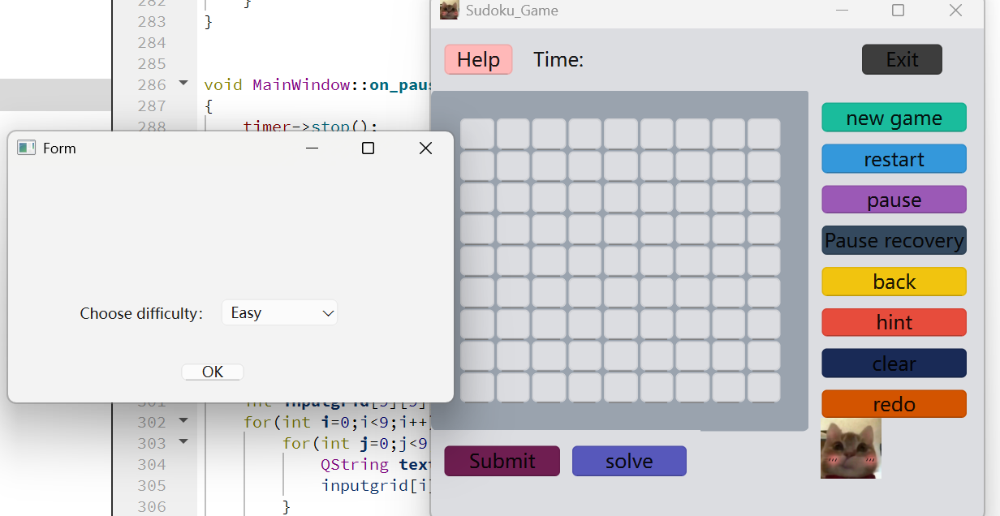 282 }
283 }
284
285
286 void MainWindow::on_paus
287 {
288 timer->stop();
Form
Choose difficulty: Easy
OK
301 int inputgrid[9][9]
302 for(int i=0;i<9;i++
303 for(int j=0;j<9
304 QString text
305 inputgrid[i]
306 }
Sudoku_Game
Help Time: Exit
new game
restart
pause
Pause recovery
back
hint
clear
redo
Submit solve